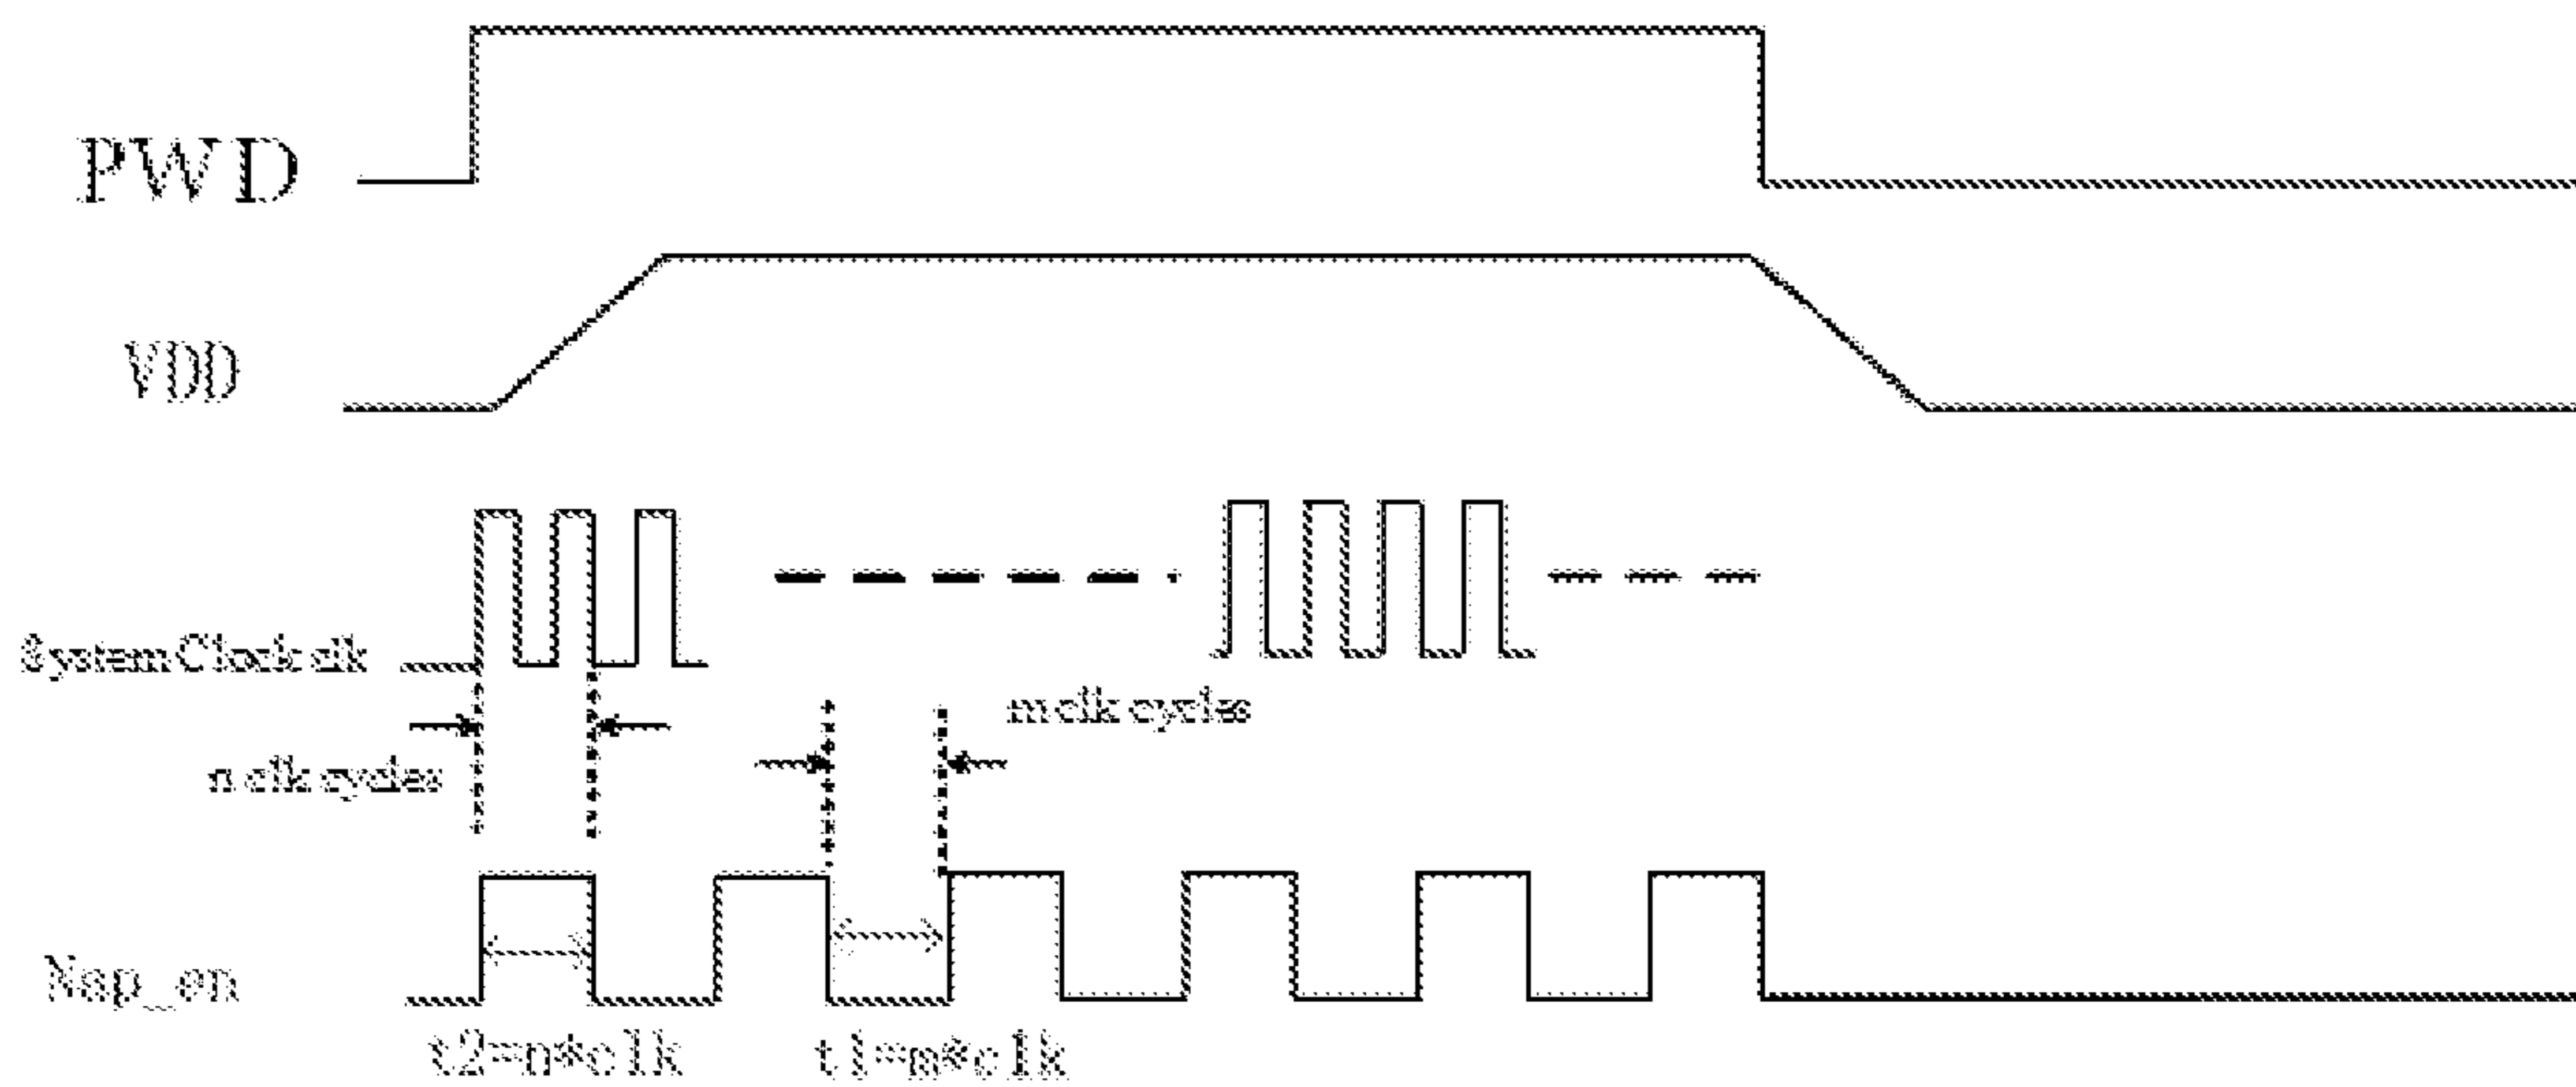 PWD
VDD
System Clock clk
m clk cycles
n clk cycles
Nap_en
t2=n*clk
t1=m*clk